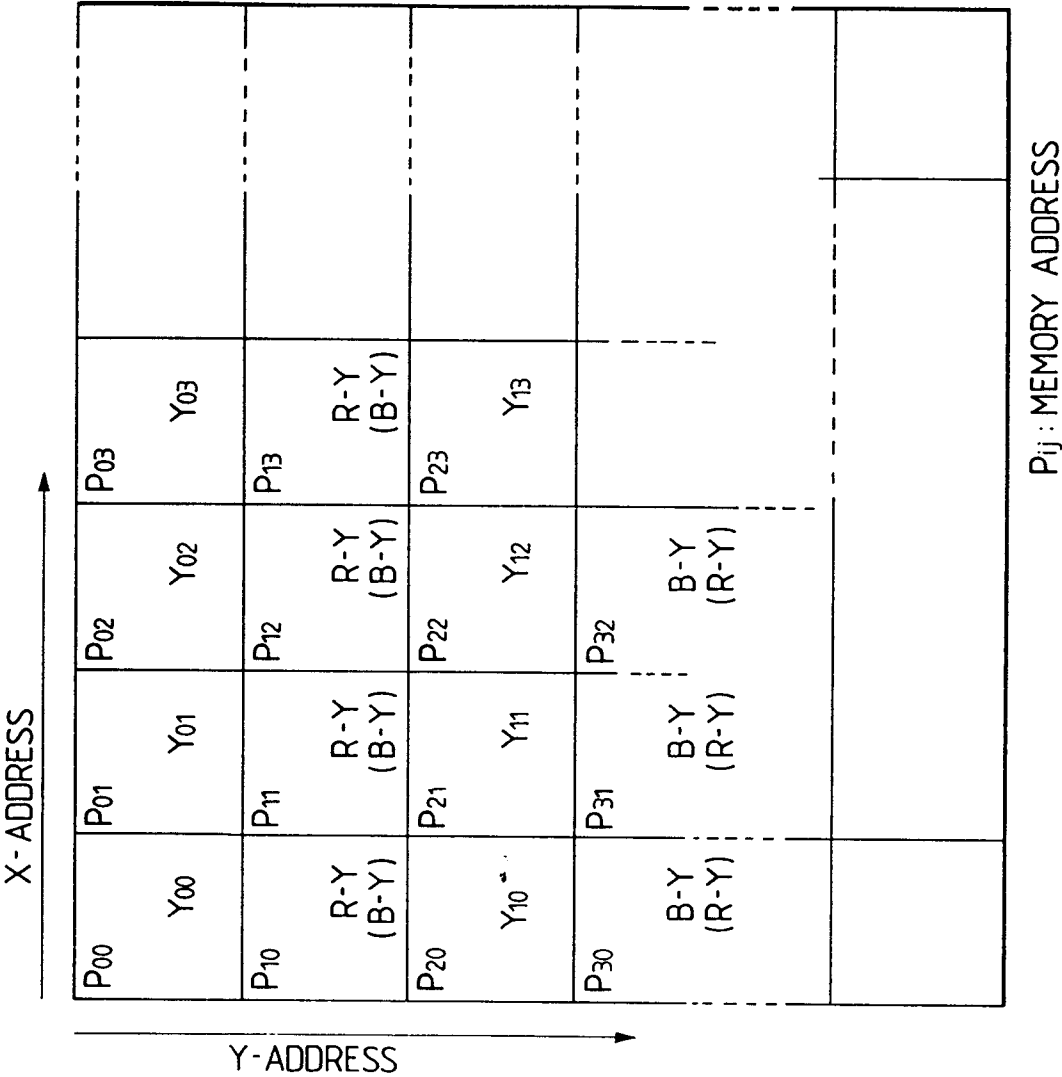 X-ADDRESS
Y-ADDRESS
P00 P01 P02 P03
Y00 Y01 Y02 Y03
P10 P11 P12 P13
R-Y R-Y R-Y R-Y
(B-Y) (B-Y) (B-Y) (B-Y)
P20 P21 P22 P23
Y10 Y11 Y12 Y13
P30 P31 P32
B-Y B-Y B-Y
(R-Y) (R-Y) (R-Y)
Pij : MEMORY ADDRESS